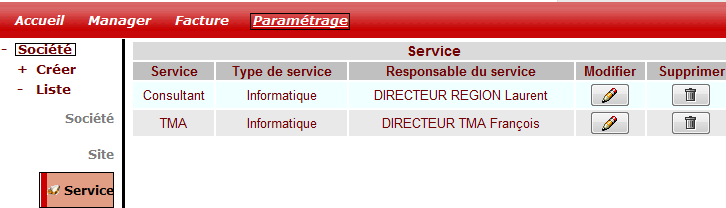 Accueil Manager Facture Paramétrage
- Société
+ Créer
- Liste
Société
Site
Service
Service
Service Type de service Responsable du service Modifier Supprimer
Consultant Informatique DIRECTEUR REGION Laurent
TMA Informatique DIRECTEUR TMA François